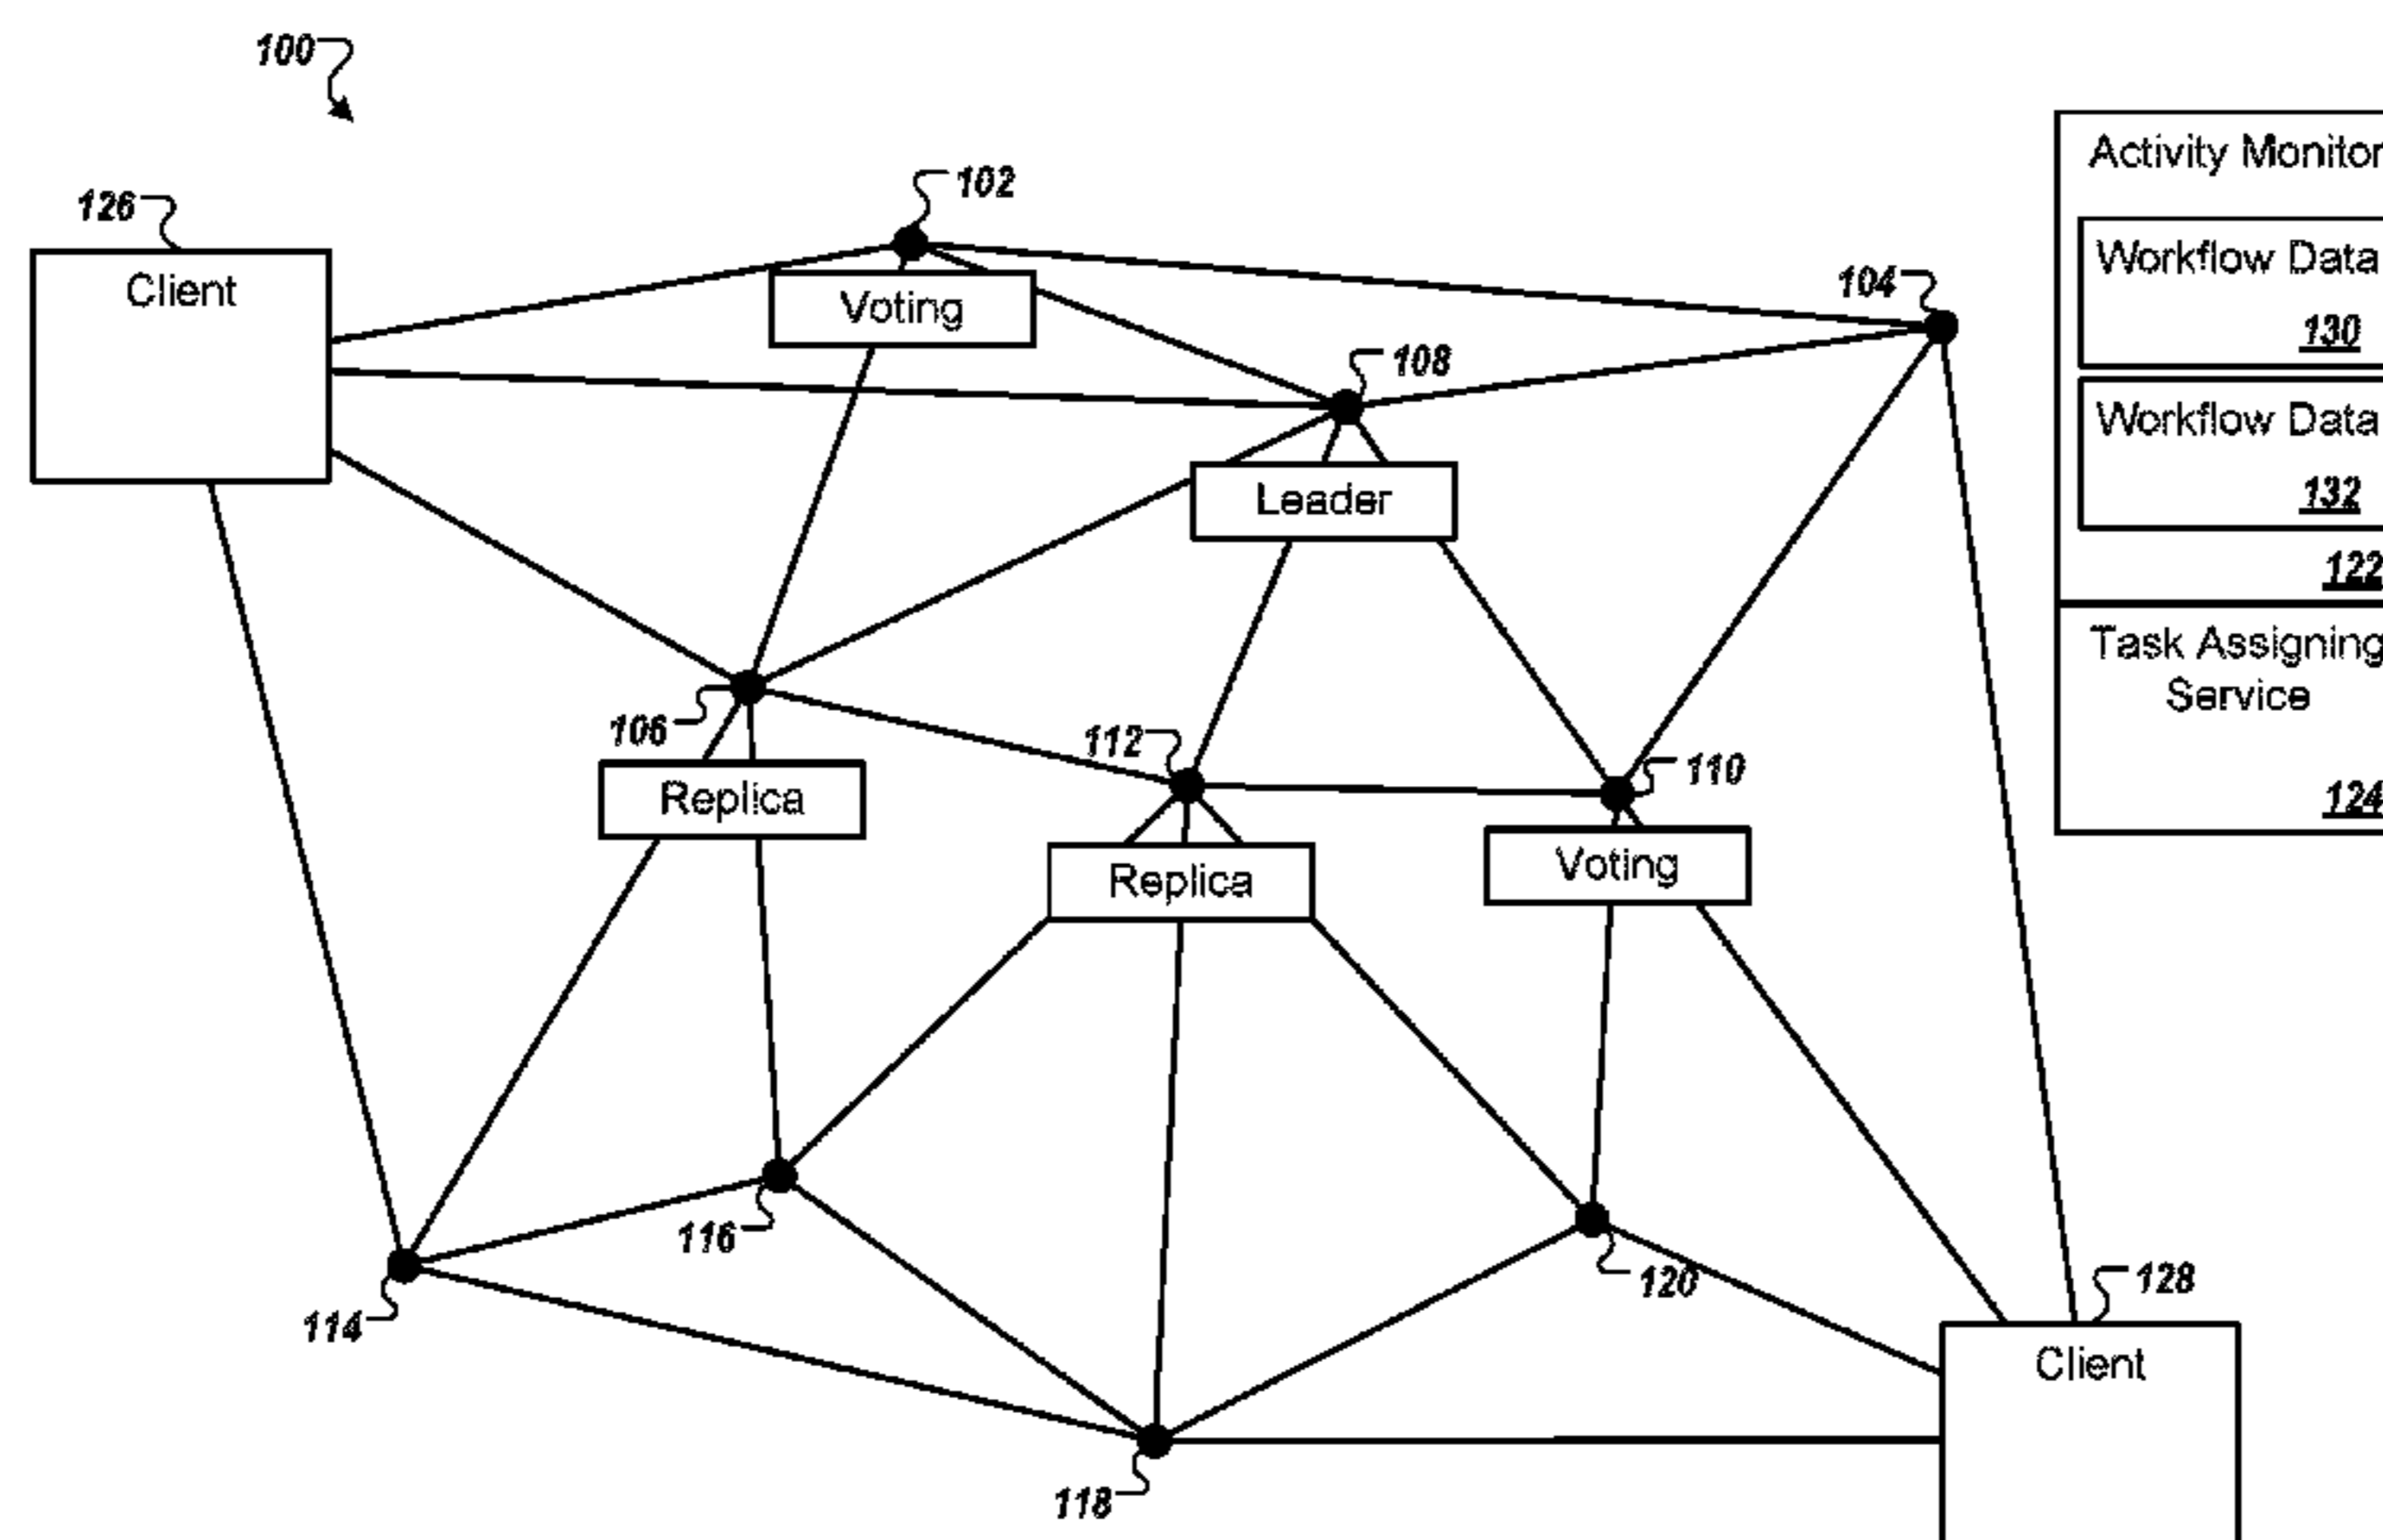 100
126
Client
102
Voting
104
108
Leader
Activity Monitor
Workflow Data
130
Workflow Data
132
122
Task Assigning
Service
124
106
Replica
112
Replica
110
Voting
116
114
120
118
128
Client